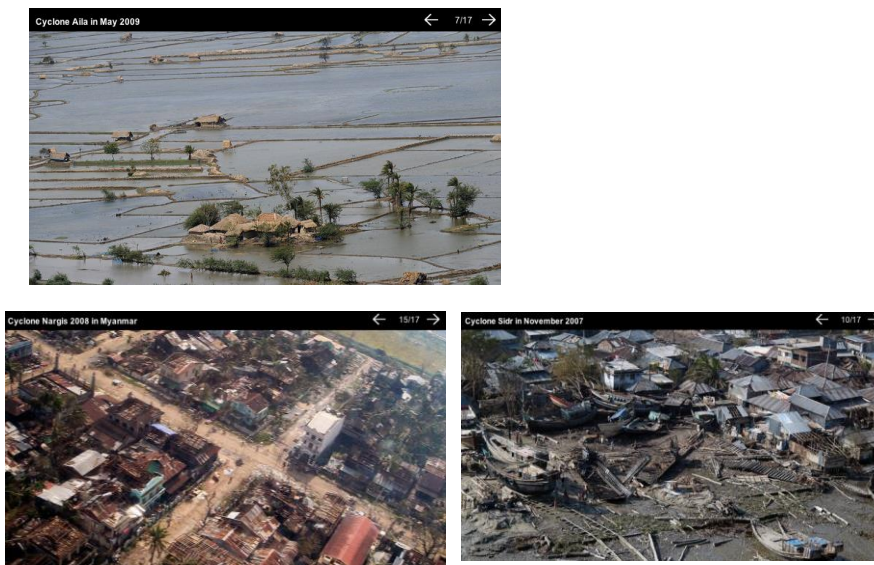 Cyclone Aila in May 2009 ← 7/17 →
Cyclone Nargis 2008 in Myanmar ← 15/17 →
Cyclone Sidr in November 2007 ← 10/17 →